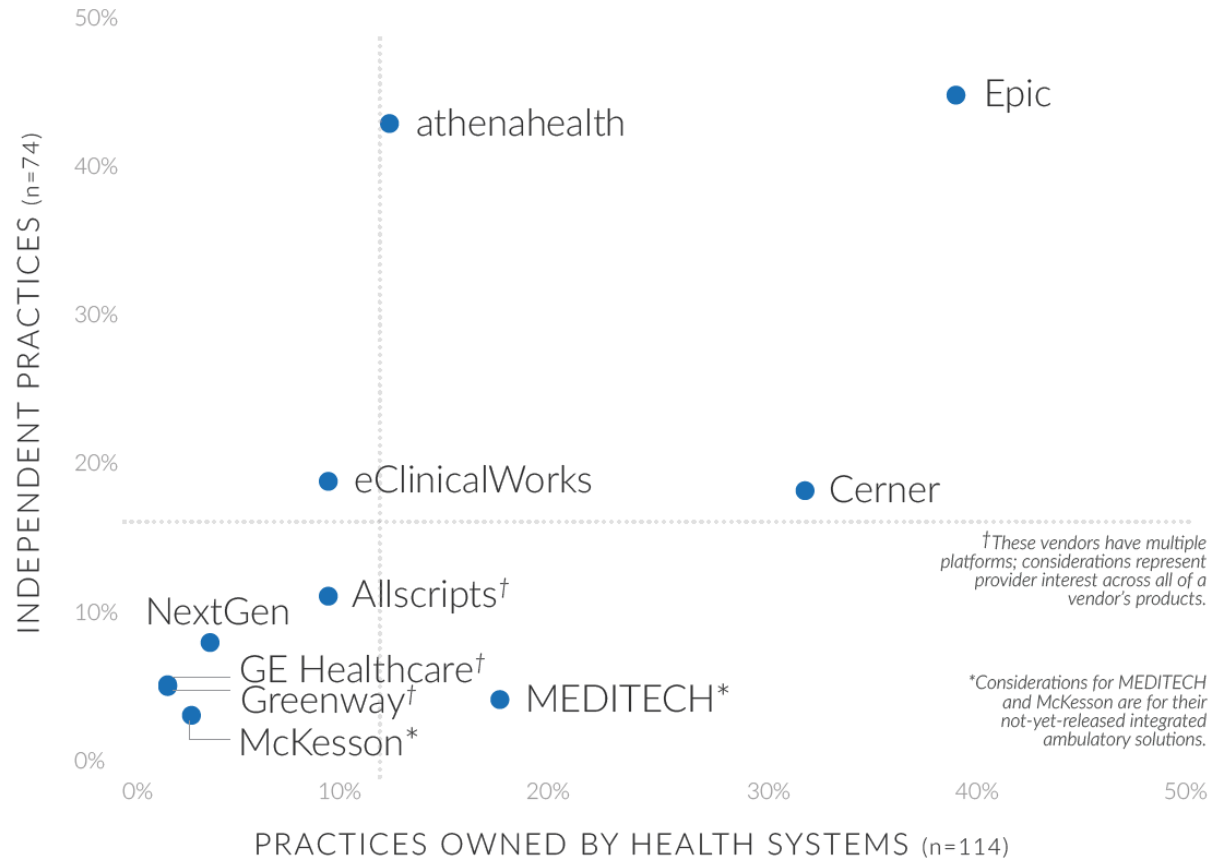 50%
Epic
athenahealth
40%
INDEPENDENT PRACTICES (n=74)
30%
20%
eClinicalWorks
Cerner
†These vendors have multiple
platforms; considerations represent
provider interest across all of a
vendor's products.
Allscripts†
10%
NextGen
GE Healthcare†
Greenway†
MEDITECH*
*Considerations for MEDITECH
and McKesson are for their
not-yet-released integrated
ambulatory solutions.
McKesson*
0%
0% 10% 20% 30% 40% 50%
PRACTICES OWNED BY HEALTH SYSTEMS (n=114)